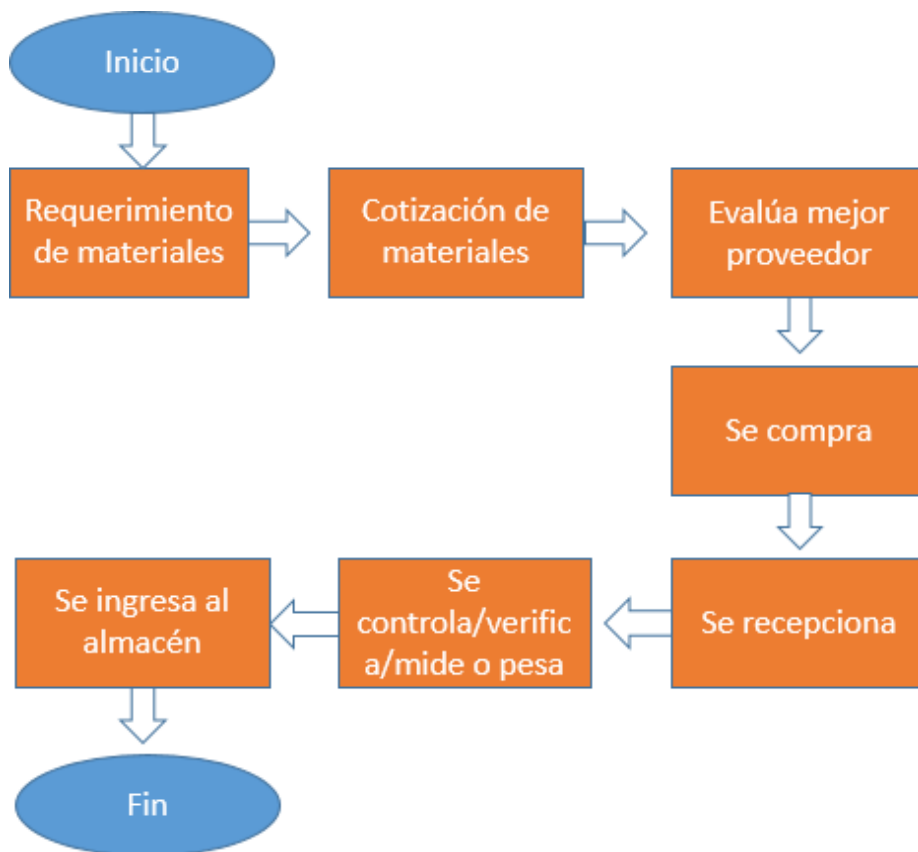 Inicio
Requerimiento
de materiales
Cotización de
materiales
Evalúa mejor
proveedor
Se compra
Se recepciona
Se
controla/verific
a/mide o pesa
Se ingresa al
almacén
Fin